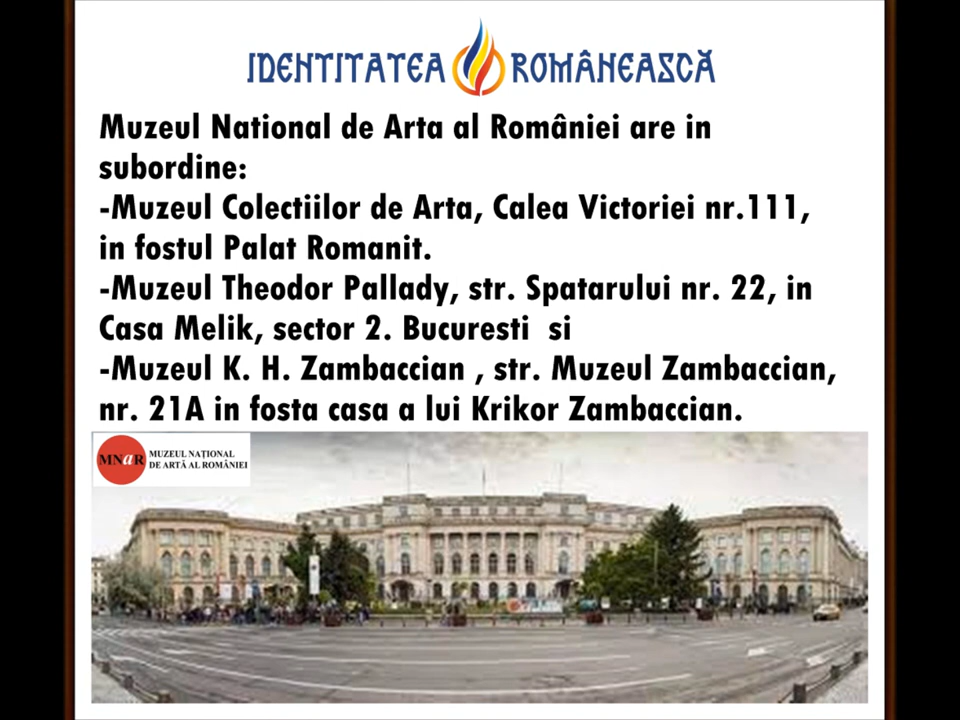 IDENTITATEA ROMÂNEASCĂ
Muzeul National de Arta al României are in
subordine:
-Muzeul Colectiilor de Arta, Calea Victoriei nr.111,
in fostul Palat Romanit.
-Muzeul Theodor Pallady, str. Spatarului nr. 22, in
Casa Melik, sector 2. Bucuresti  si
-Muzeul K. H. Zambaccian , str. Muzeul Zambaccian,
nr. 21A in fosta casa a lui Krikor Zambaccian.
MNaR
MUZEUL NAȚIONAL
DE ARTĂ AL ROMÂNIEI